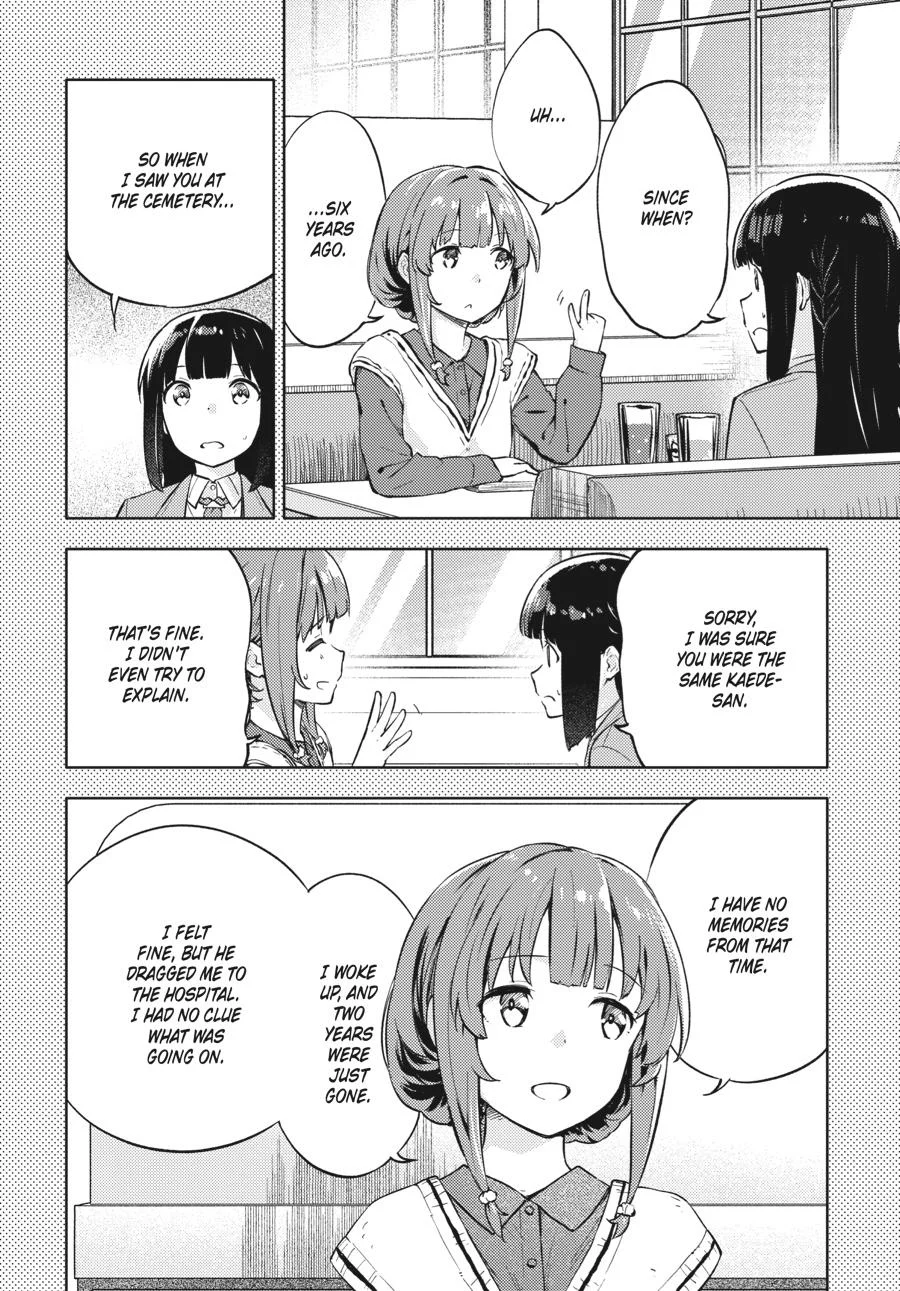 SINCE
WHEN?
UH...
...SIX
YEARS
AGO.
SO WHEN
I SAW YOU AT
THE CEMETERY...
SORRY,
I WAS SURE
YOU WERE THE
SAME KAEDE-
SAN.
THAT'S FINE.
I DIDN'T
EVEN TRY TO
EXPLAIN.
I HAVE NO
MEMORIES
FROM THAT
TIME.
I WOKE
UP, AND
TWO
YEARS
WERE
JUST
GONE.
I FELT
FINE, BUT HE
DRAGGED ME TO
THE HOSPITAL.
I HAD NO CLUE
WHAT WAS
GOING ON.